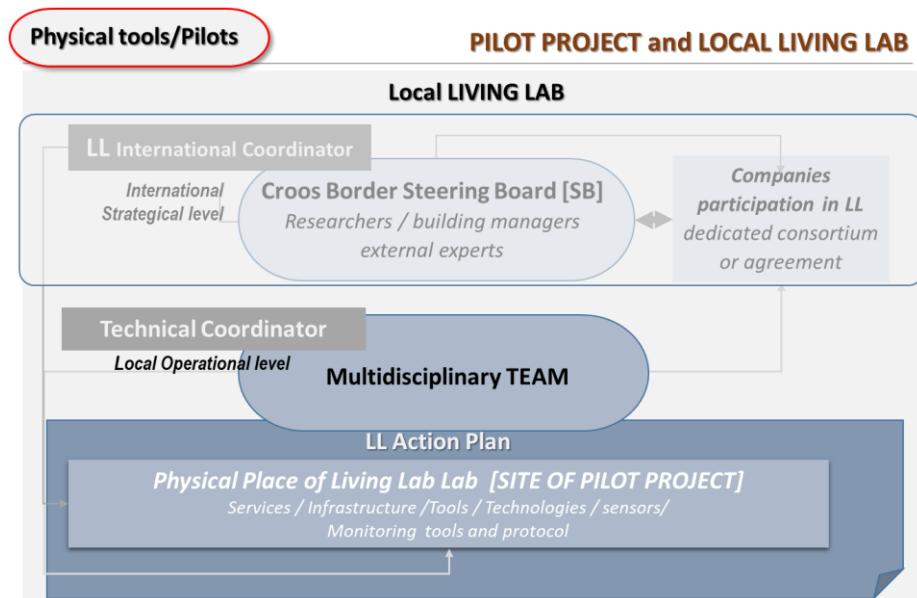 Physical tools/Pilots
PILOT PROJECT and LOCAL LIVING LAB
Local LIVING LAB
LL International Coordinator
International
Strategical level
Croos Border Steering Board [SB]
Researchers / building managers
external experts
Companies
participation in LL
dedicated consortium
or agreement
Technical Coordinator
Local Operational level
Multidisciplinary TEAM
LL Action Plan
Physical Place of Living Lab Lab [SITE OF PILOT PROJECT]
Services / Infrastructure /Tools / Technologies / sensors/
Monitoring tools and protocol